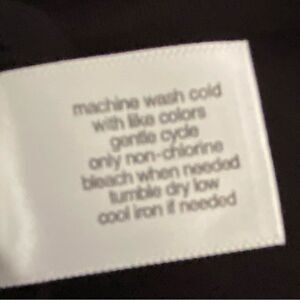 machine wash cold
with like colors
gentle cycle
only non-chlorine
bleach when needed
tumble dry low
cool iron if needed